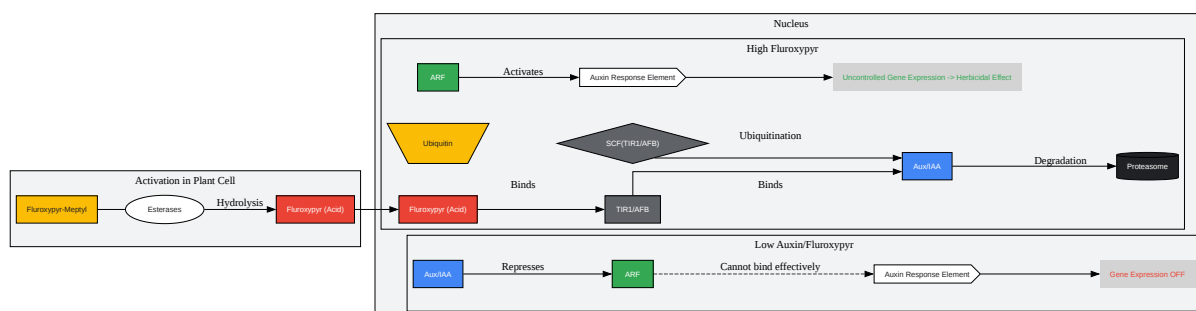 Nucleus
High Fluroxypyr
ARF
Activates
Auxin Response Element
Uncontrolled Gene Expression -> Herbicidal Effect
Ubiquitin
SCF(TIR1/AFB)
Ubiquitination
Aux/IAA
Degradation
Proteasome
Activation in Plant Cell
Fluroxypyr-Meptyl
Esterases
Hydrolysis
Fluroxypyr (Acid)
Fluroxypyr (Acid)
Binds
TIR1/AFB
Binds
Low Auxin/Fluroxypyr
Aux/IAA
Represses
ARF
Cannot bind effectively
Auxin Response Element
Gene Expression OFF